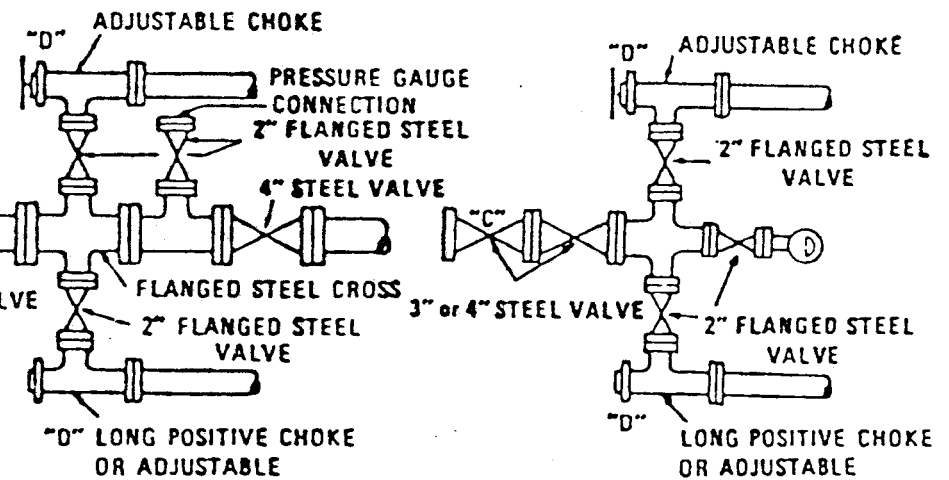 "D"
ADJUSTABLE CHOKE
PRESSURE GAUGE
CONNECTION
2" FLANGED STEEL
VALVE
4" STEEL VALVE
FLANGED STEEL CROSS
LVE
2" FLANGED STEEL
VALVE
"D" LONG POSITIVE CHOKE
OR ADJUSTABLE
"D"
ADJUSTABLE CHOKE
2" FLANGED STEEL
VALVE
"C"
3" or 4" STEEL VALVE
2" FLANGED STEEL
VALVE
"D"
LONG POSITIVE CHOKE
OR ADJUSTABLE